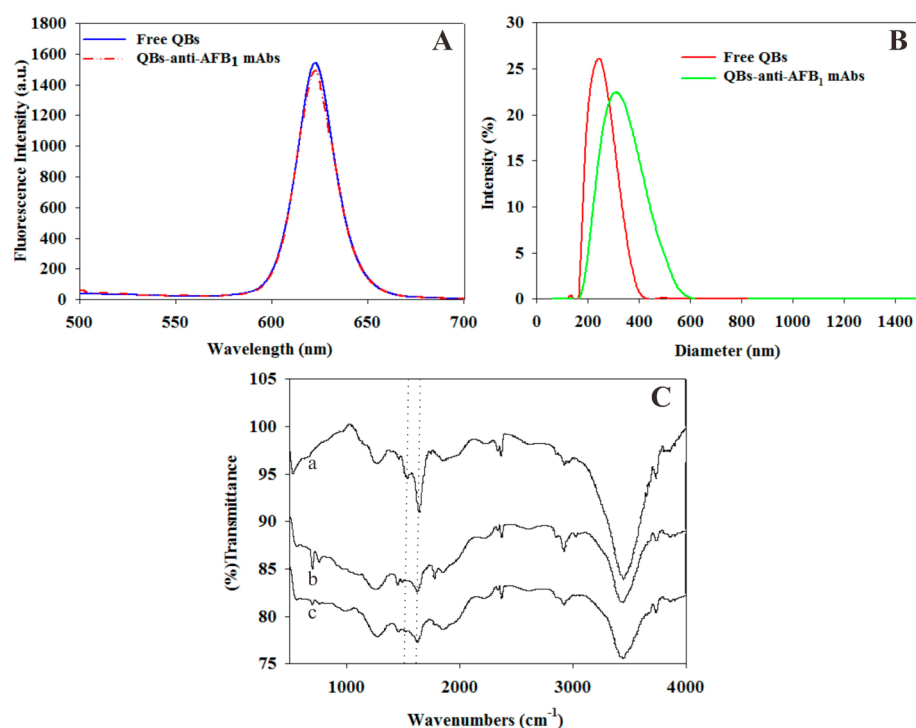 A
Free QBs
QBs-anti-AFB1 mAbs
1800
1600
1400
1200
1000
800
600
400
200
0
Fluorescence Intensity (a.u.)
500 550 600 650 700
Wavelength (nm)
B
Free QBs
QBs-anti-AFB1 mAbs
30
25
20
15
10
5
0
Intensity (%)
0 200 400 600 800 1000 1200 1400
Diameter (nm)
C
105
100
95
90
85
80
75
(%)Transmittance
a
b
c
1000 2000 3000 4000
Wavenumbers (cm-1)